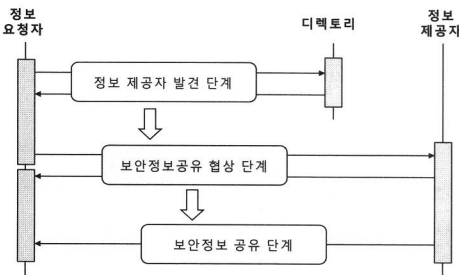 정보
요청자
디렉토리
정보
제공자
정보 제공자 발견 단계
보안정보공유 협상 단계
보안정보 공유 단계